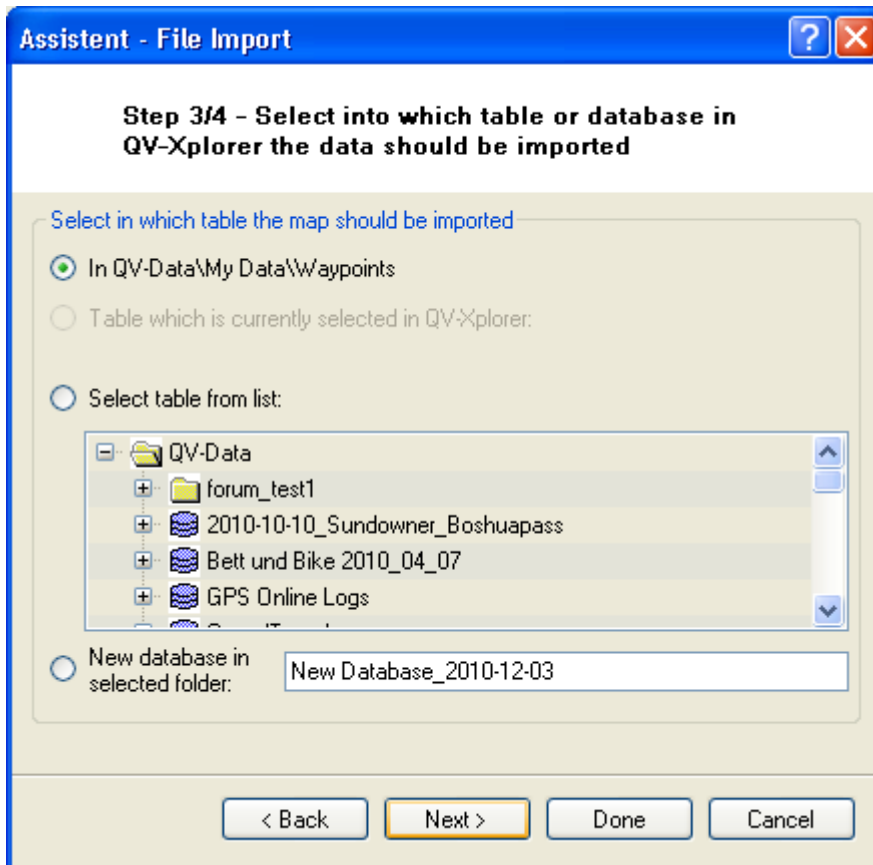 Assistent - File Import
Step 3/4 - Select into which table or database in
QV-Xplorer the data should be imported
Select in which table the map should be imported
In QV-Data\My Data\Waypoints
Table which is currently selected in QV-Xplorer:
Select table from list:
QV-Data
forum_test1
2010-10-10_Sundowner_Boshuapass
Bett und Bike 2010_04_07
GPS Online Logs
New database in
selected folder:
New Database_2010-12-03
< Back
Next >
Done
Cancel